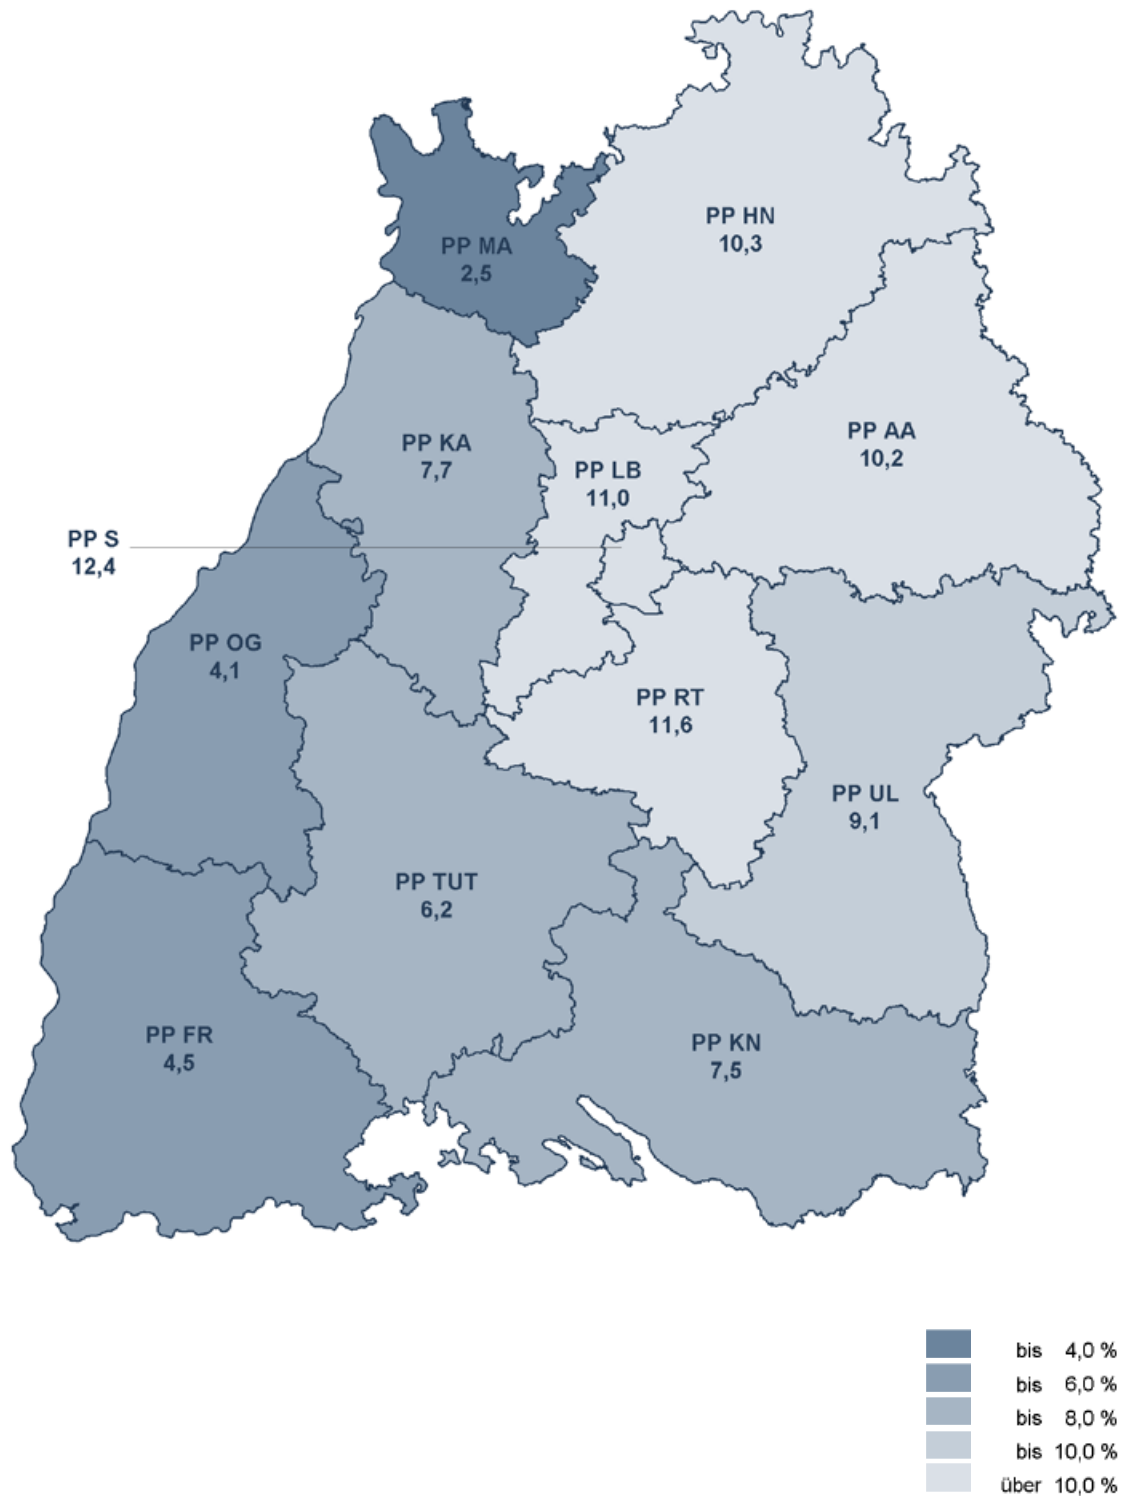 PP HN
10,3
PP MA
2,5
PP AA
10,2
PP KA
7,7
PP LB
11,0
PP S
12,4
PP OG
4,1
PP RT
11,6
PP UL
9,1
PP TUT
6,2
PP FR
4,5
PP KN
7,5
bis 4,0 %
bis 6,0 %
bis 8,0 %
bis 10,0 %
über 10,0 %